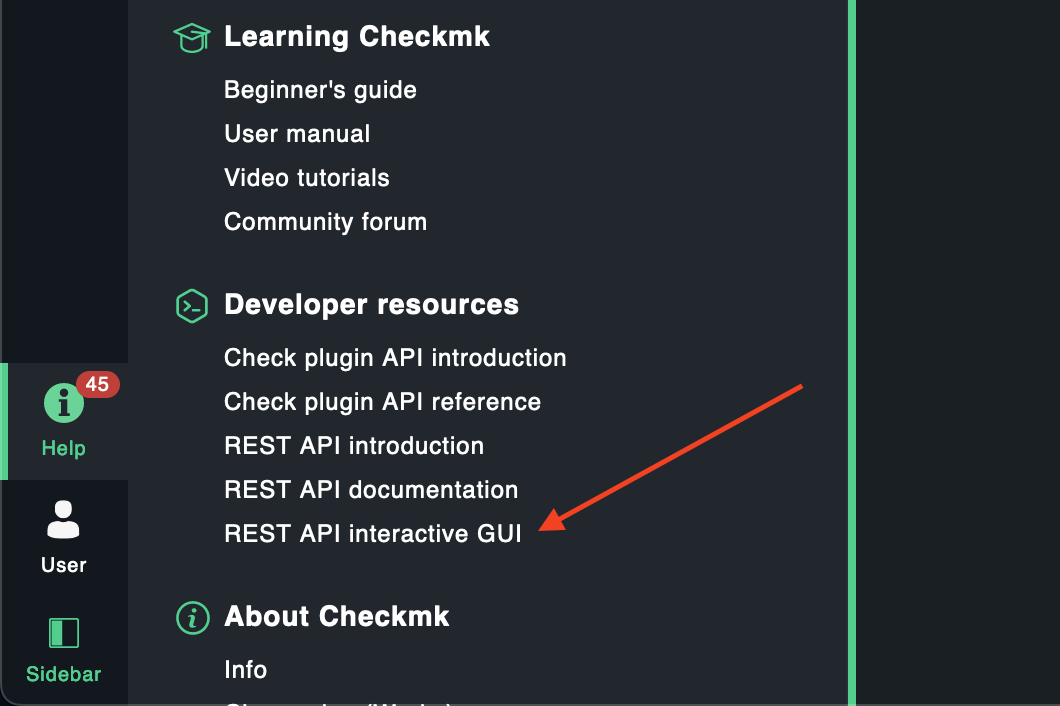 Learning Checkmk
Beginner's guide
User manual
Video tutorials
Community forum
Developer resources
Check plugin API introduction
Check plugin API reference
REST API introduction
REST API documentation
REST API interactive GUI
About Checkmk
Info
45
Help
User
Sidebar